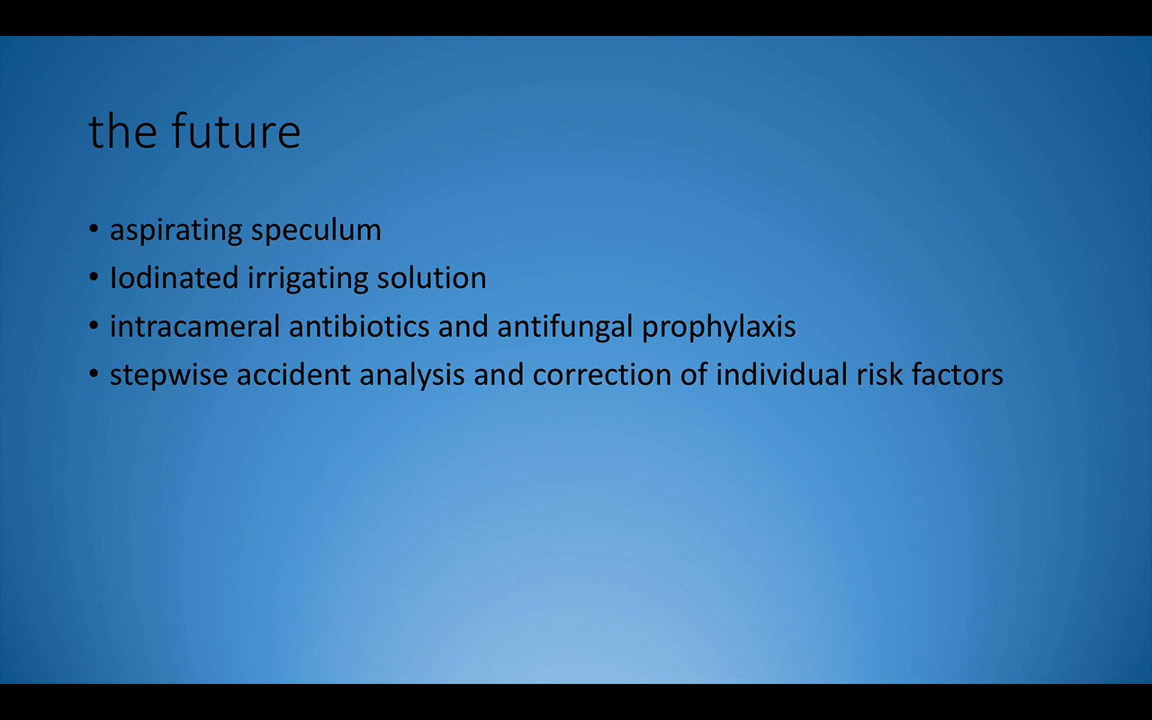 the future
• aspirating speculum
• Iodinated irrigating solution
• intracameral antibiotics and antifungal prophylaxis
• stepwise accident analysis and correction of individual risk factors